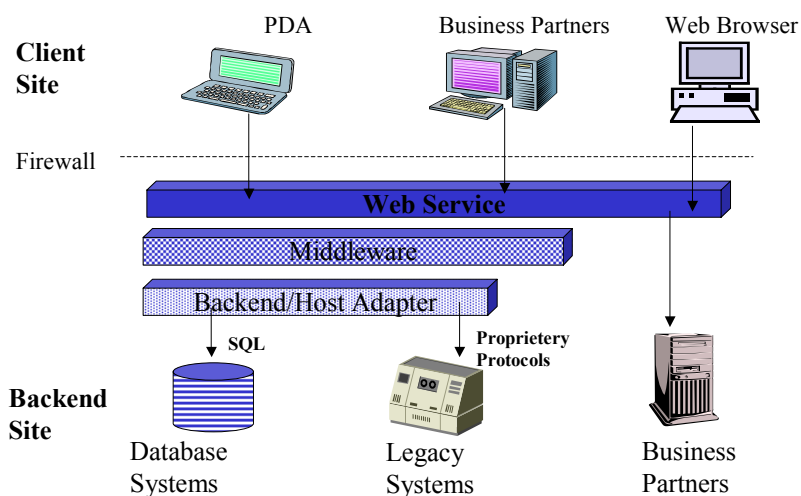 PDA
Business Partners
Web Browser
Client
Site
Firewall
Web Service
Middleware
Backend/Host Adapter
SQL
Proprietery
Protocols
Backend
Site
Database
Systems
Legacy
Systems
Business
Partners